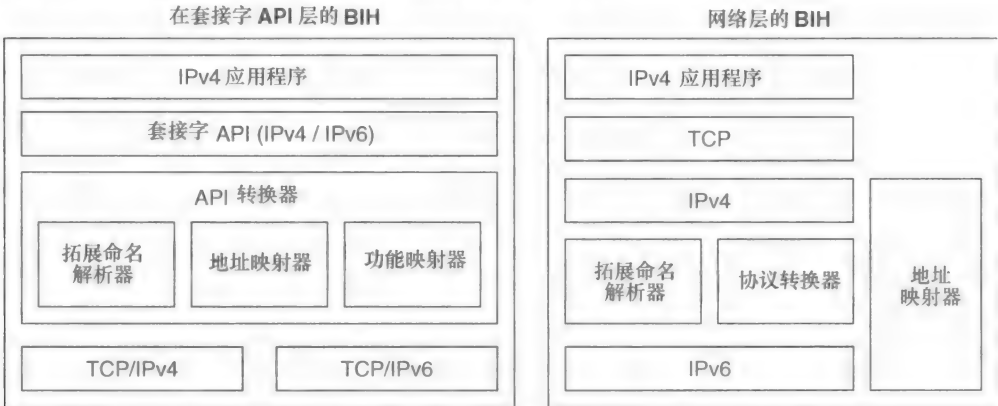 在套接字 API 层的 BIH
IPv4 应用程序
套接字 API (IPv4 / IPv6)
API 转换器
拓展命名
解析器
地址映射器
功能映射器
TCP/IPv4
TCP/IPv6
网络层的 BIH
IPv4 应用程序
TCP
IPv4
拓展命名
解析器
协议转换器
地址
映射器
IPv6